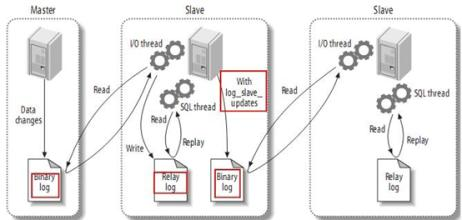 Master
Slave
Slave
I/O thread
I/O thread
With
log_slave_
updates
Data
changes
Read
SQL thread
Read
SQL thread
Read
Replay
Read
Replay
Write
Binary
log
Relay
log
Binary
log
Relay
log